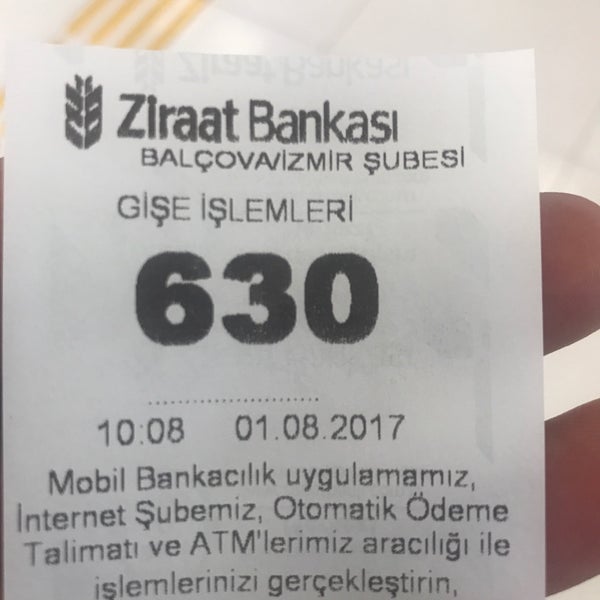 Ziraat Bankası
BALÇOVA/İZMİR ŞUBESİ
GİŞE İŞLEMLERİ
630
10:08 01.08.2017
Mobil Bankacılık uygulamamız,
İnternet Şubemiz, Otomatik Ödeme
Talimatı ve ATM'lerimiz aracılığı ile
işlemlerinizi gerçekleştirin,